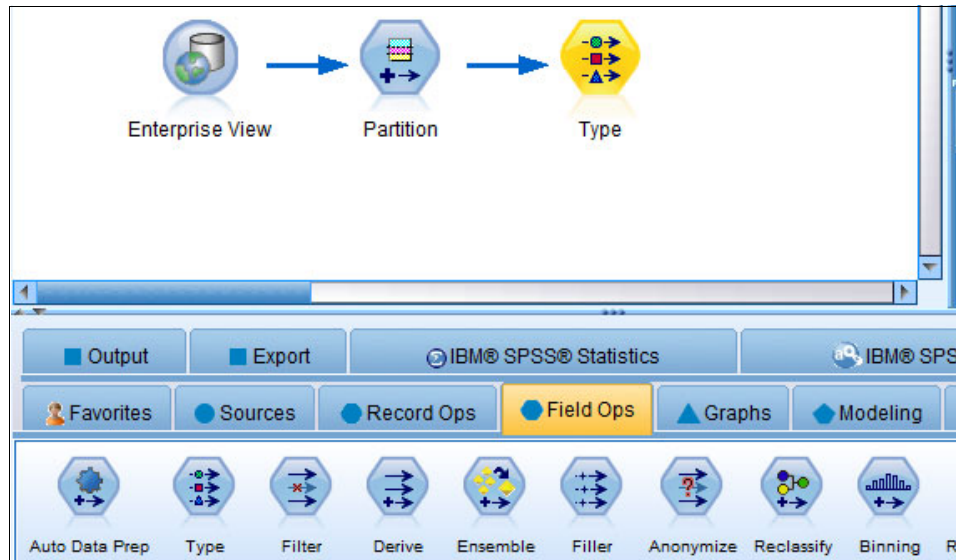 Enterprise View Partition Type
Output Export IBM® SPSS® Statistics IBM® SPS
Favorites Sources Record Ops Field Ops Graphs Modeling
Auto Data Prep Type Filter Derive Ensemble Filler Anonymize Reclassify Binning R